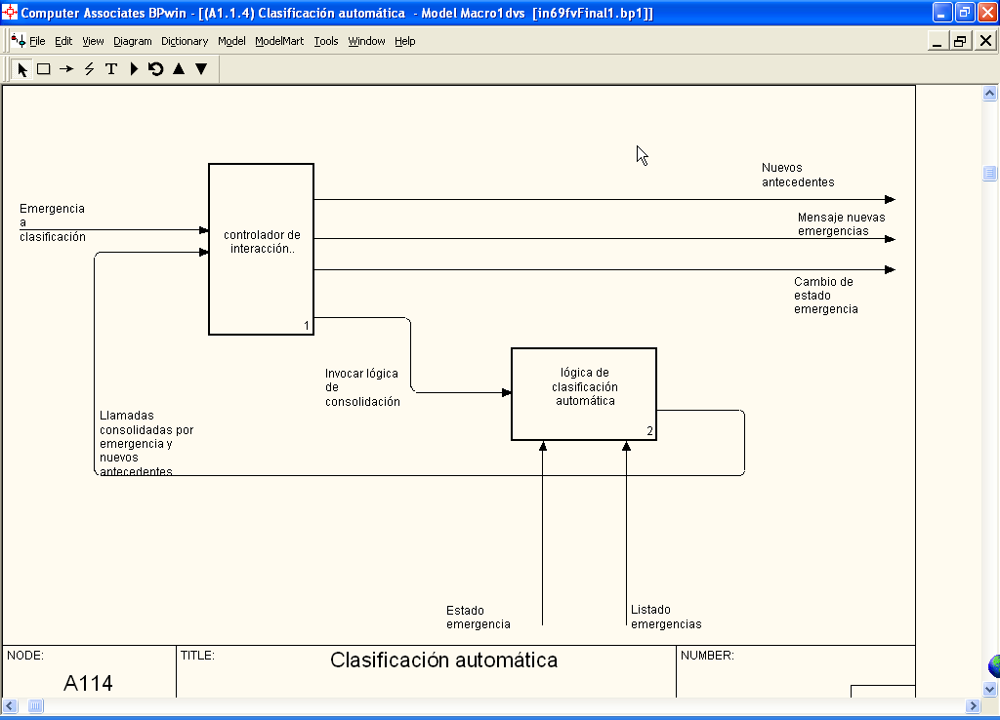 Computer Associates BPwin - [(A1.1.4) Clasificación automática - Model Macro1dvs [in69fvFinal1.bp1]]
File Edit View Diagram Dictionary Model ModelMart Tools Window Help
T
Nuevos
antecedentes
Emergencia
a
clasificación
Mensaje nuevas
emergencias
controlador de
interacción..
1
Cambio de
estado
emergencia
Invocar lógica
de
consolidación
lógica de
clasificación
automática
2
Llamadas
consolidadas por
emergencia y
nuevos
antecedentes
Estado
emergencia
Listado
emergencias
NODE:
A114
TITLE:
Clasificación automática
NUMBER: